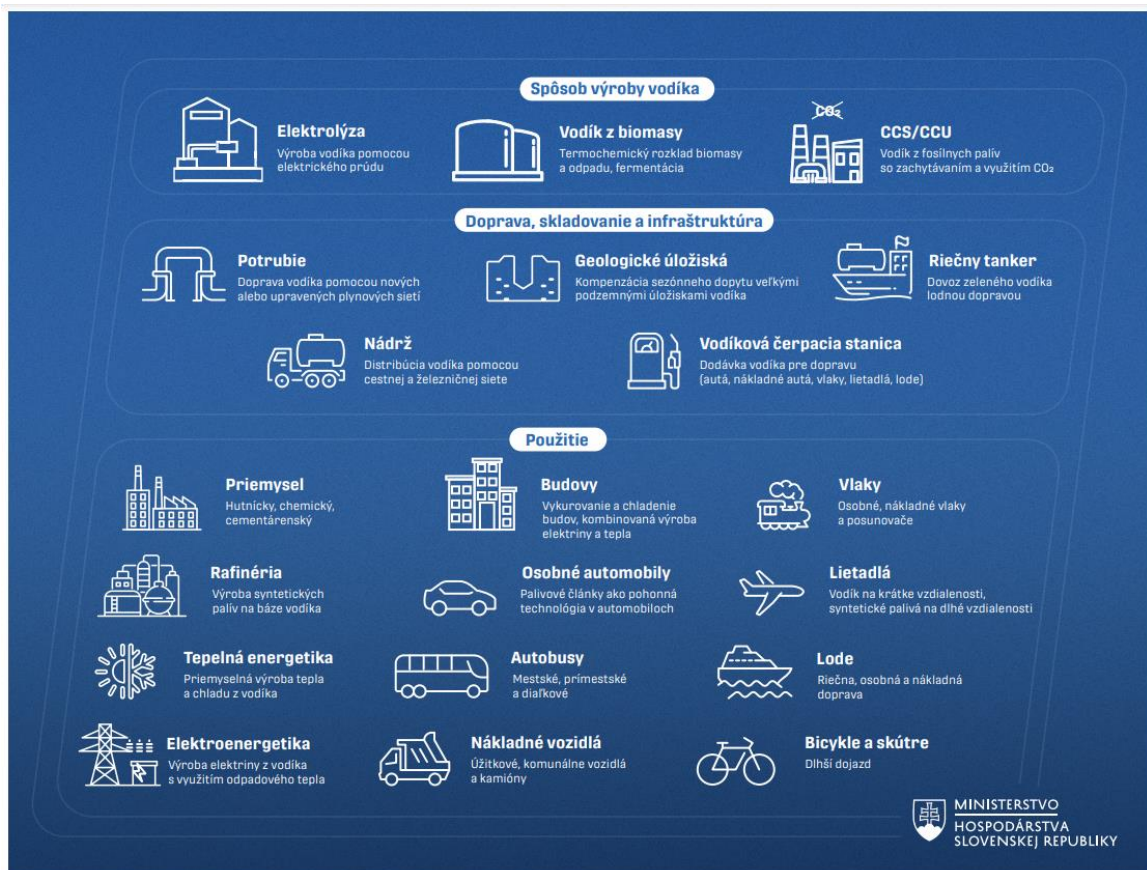 Spôsob výroby vodíka
Elektrolýza
Výroba vodíka pomocou
elektrického prúdu
Vodík z biomasy
Termochemický rozklad biomasy
a odpadu, fermentácia
CO₂
CCS/CCU
Vodík z fosílnych palív
so zachytávaním a využitím CO₂
Doprava, skladovanie a infraštruktúra
Potrubie
Doprava vodíka pomocou nových
alebo upravených plynových sietí
Geologické úložiská
Kompenzácia sezónneho dopytu veľkými
podzemnými úložiskami vodíka
Riečny tanker
Dovoz zeleného vodíka
lodnou dopravou
Nádrž
Distribúcia vodíka pomocou
cestnej a železničnej siete
Vodíková čerpacia stanica
Dodávka vodíka pre dopravu
(autá, nákladné autá, vlaky, lietadlá, lode)
Použitie
Priemysel
Hutnícky, chemický,
cementárenský
Budovy
Vykurovanie a chladenie
budov, kombinovaná výroba
elektriny a tepla
Vlaky
Osobné, nákladné vlaky
a posunovače
Rafinéria
Výroba syntetických
palív na báze vodíka
Osobné automobily
Palivové články ako pohonná
technológia v automobiloch
Lietadlá
Vodík na krátke vzdialenosti,
syntetické palivá na dlhé vzdialenosti
Tepelná energetika
Priemyselná výroba tepla
a chladu z vodíka
Autobusy
Mestské, prímestské
a diaľkové
Lode
Riečna, osobná a nákladná
doprava
Elektroenergetika
Výroba elektriny z vodíka
s využitím odpadového tepla
Nákladné vozidlá
Úžitkové, komunálne vozidlá
a kamióny
Bicykle a skútre
Dlhší dojazd
MINISTERSTVO
HOSPODÁRSTVA
SLOVENSKEJ REPUBLIKY